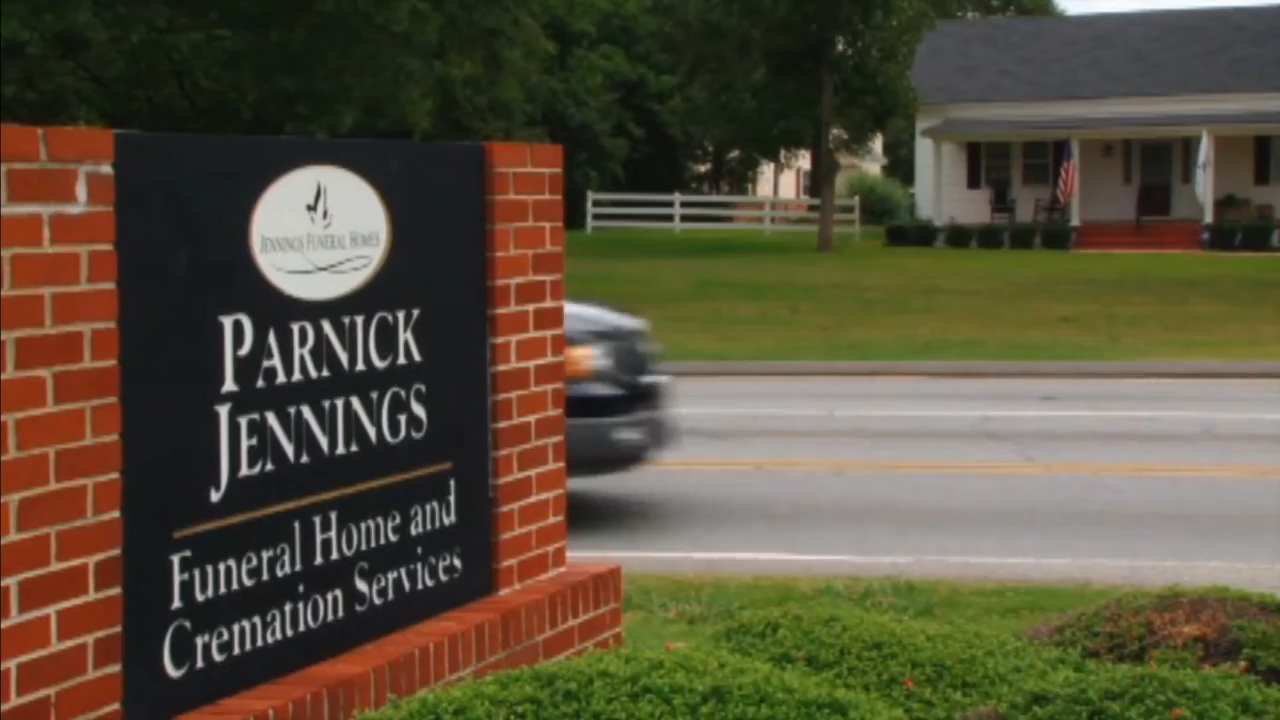 JENNINGS FUNERAL HOMES
PARNICK
JENNINGS
Funeral Home and
Cremation Services